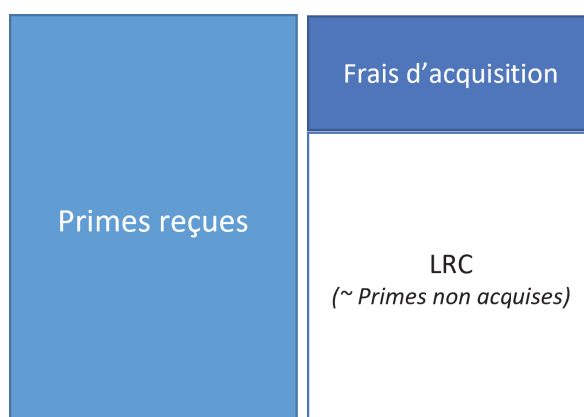 Primes reçues
Frais d’acquisition
LRC
(~ Primes non acquises)